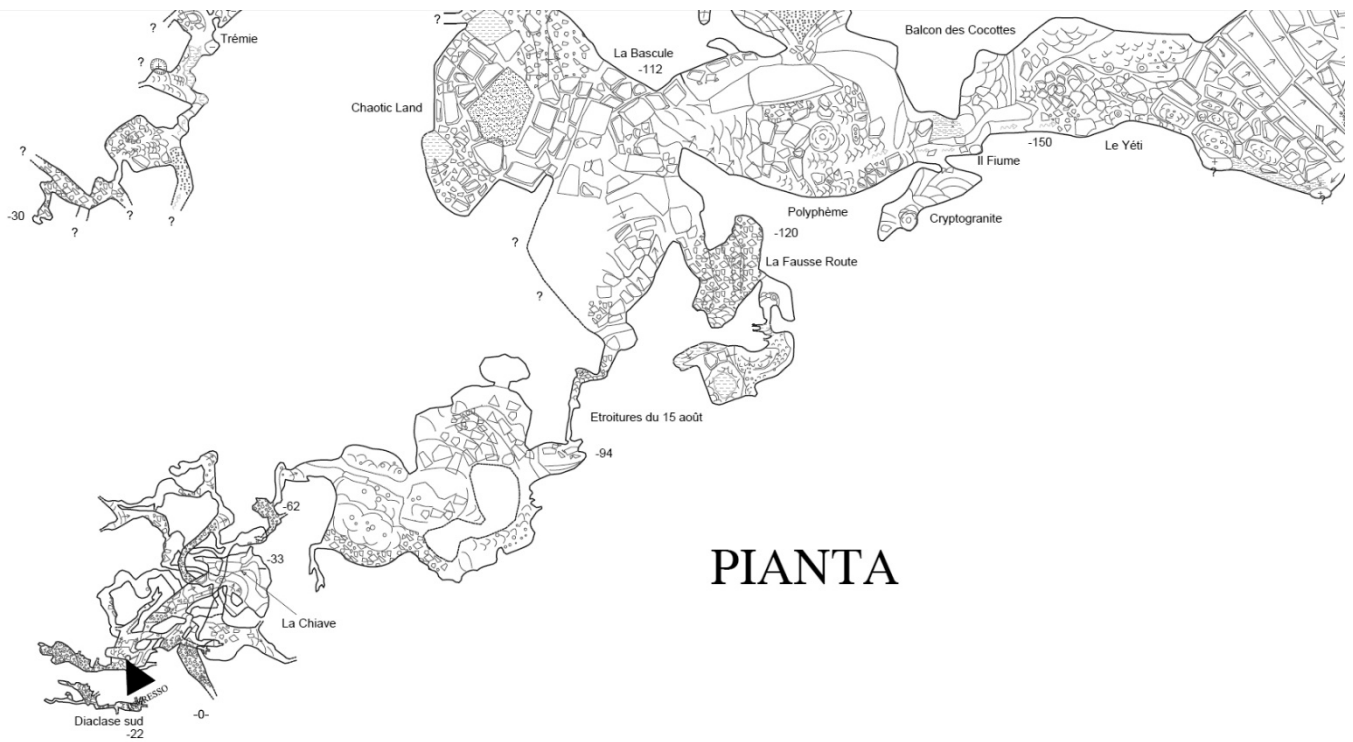 ?
Trémie
?
?
-30
?
?
?
?
La Bascule
-112
Chaotic Land
Balcon des Cocottes
-150
Le Yéti
Il Fiume
?
?
Polyphème
-120
Cryptogranite
La Fausse Route
?
?
Etroitures du 15 août
-94
-62
-33
La Chiave
PIANTA
Diaclase sud
-22
-0-